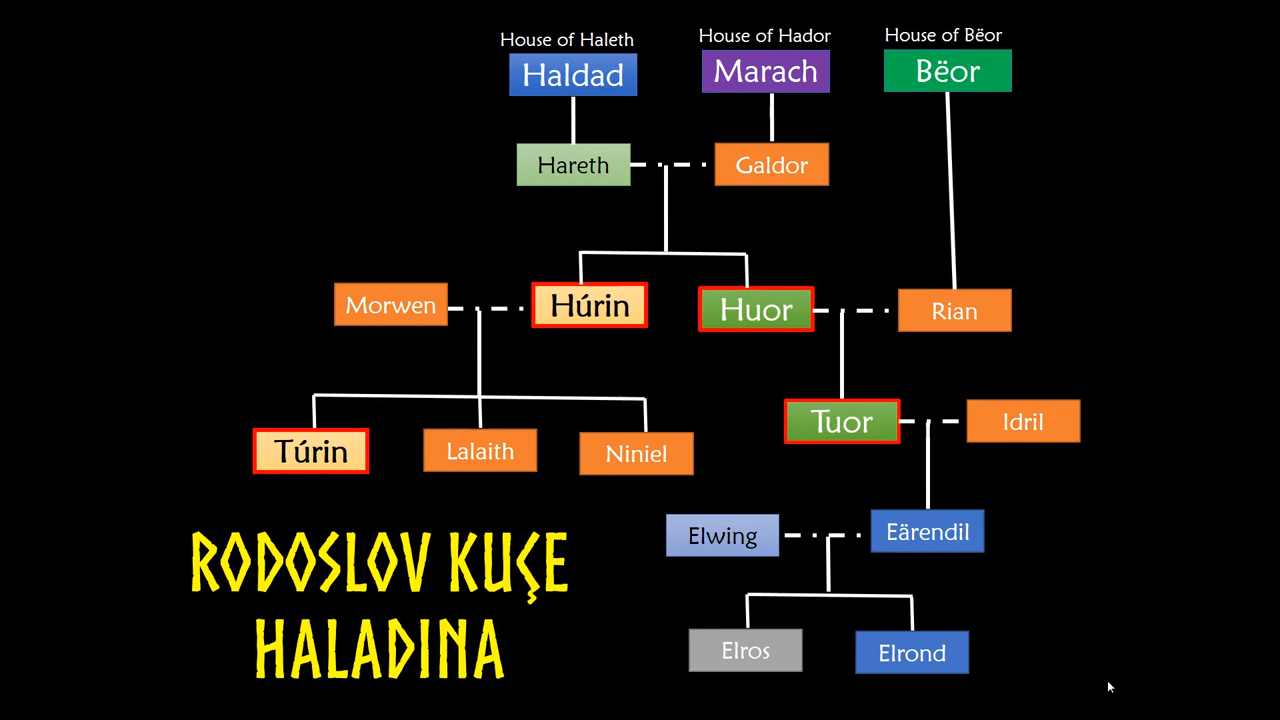 House of Haleth
House of Hador
House of Bëor
Haldad
Marach
Bëor
Hareth
Galdor
Morwen
Húrin
Huor
Rian
Túrin
Lalaith
Niniel
Tuor
Idril
Elwing
Eärendil
Elros
Elrond
RODOSLOV KUÇE
HALADINA